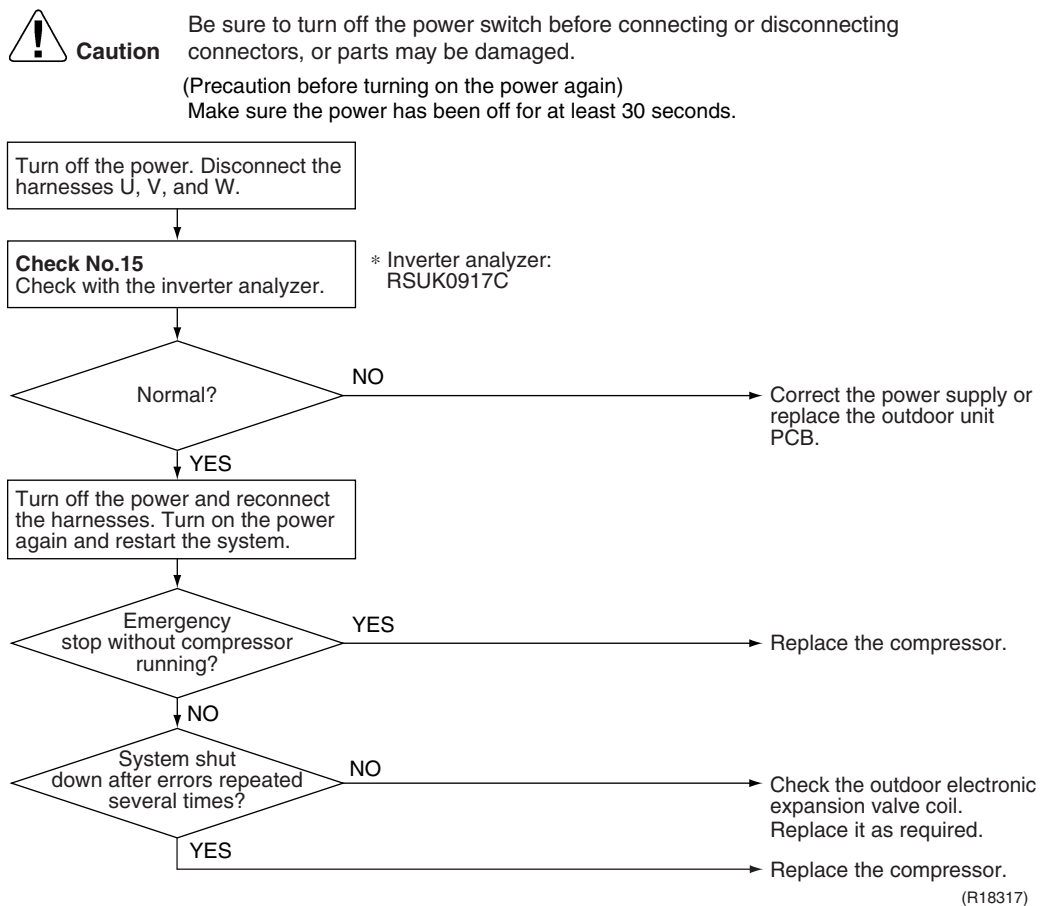 Be sure to turn off the power switch before connecting or disconnecting
Caution connectors, or parts may be damaged.
(Precaution before turning on the power again)
Make sure the power has been off for at least 30 seconds.
Turn off the power. Disconnect the
harnesses U, V, and W.
Check No.15
Check with the inverter analyzer.
* Inverter analyzer:
RSUK0917C
Normal?
NO
Correct the power supply or
replace the outdoor unit
PCB.
YES
Turn off the power and reconnect
the harnesses. Turn on the power
again and restart the system.
Emergency
stop without compressor
running?
YES
Replace the compressor.
NO
System shut
down after errors repeated
several times?
NO
Check the outdoor electronic
expansion valve coil.
Replace it as required.
YES
Replace the compressor.
(R18317)